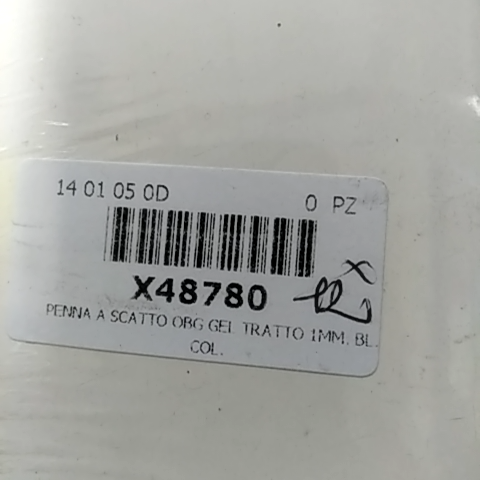 14 01 05 0D 0 PZ
X48780
PENNA A SCATTO OBG GEL TRATTO 1MM. BL.
COL.